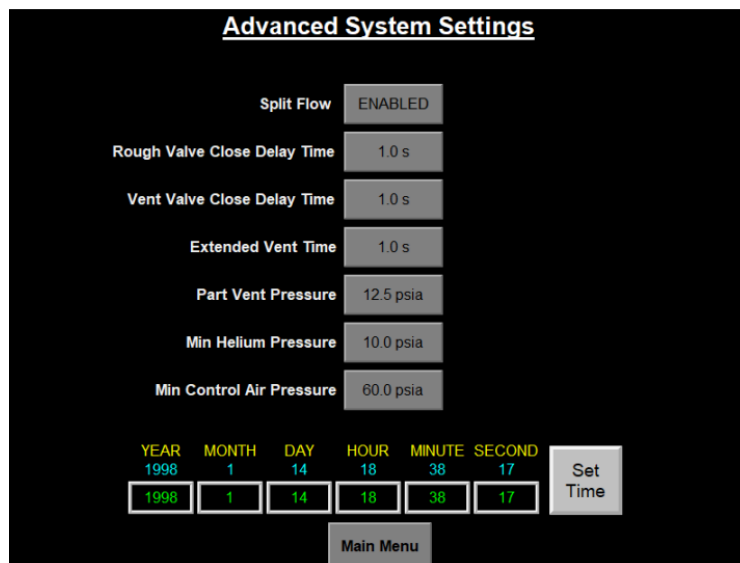 Advanced System Settings
Split Flow ENABLED
Rough Valve Close Delay Time 1.0 s
Vent Valve Close Delay Time 1.0 s
Extended Vent Time 1.0 s
Part Vent Pressure 12.5 psia
Min Helium Pressure 10.0 psia
Min Control Air Pressure 60.0 psia
YEAR MONTH DAY HOUR MINUTE SECOND
1998 1 14 18 38 17
1998 1 14 18 38 17
Set
Time
Main Menu